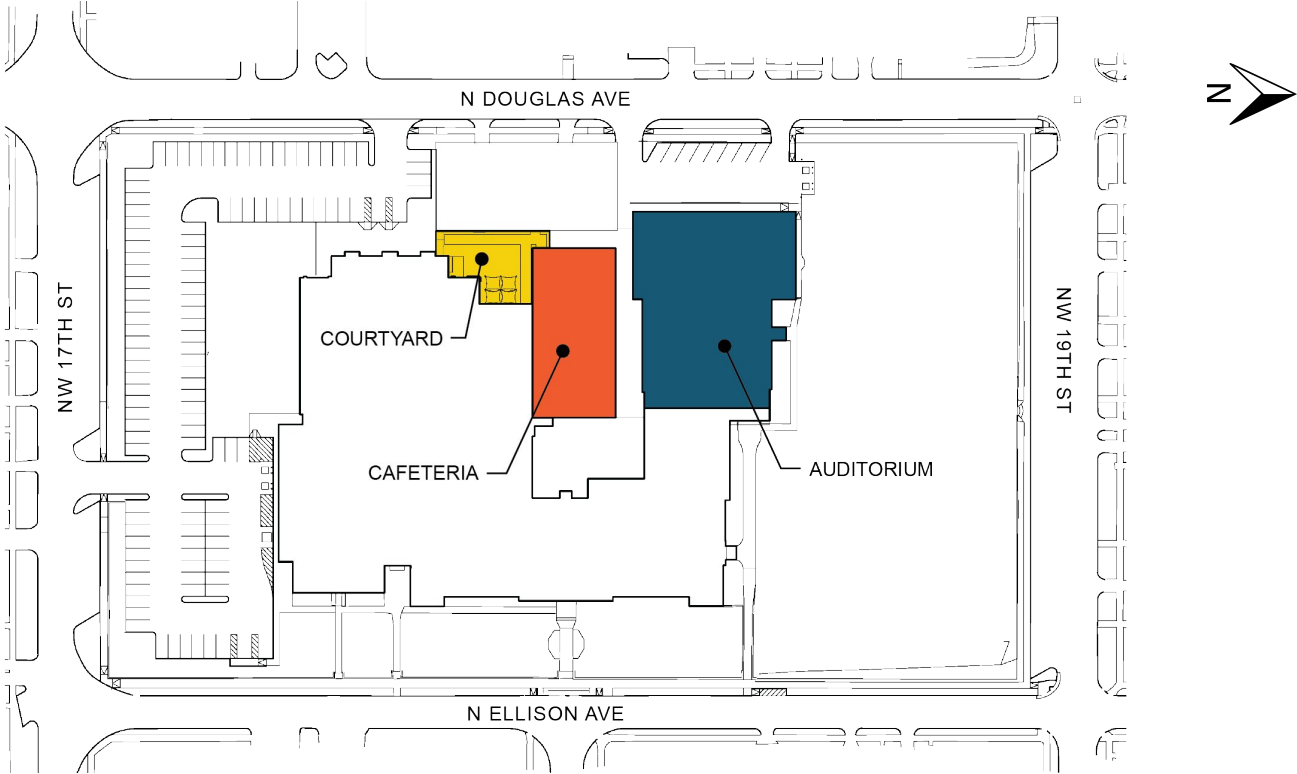 N DOUGLAS AVE
N
NW 17TH ST
COURTYARD
NW 19TH ST
CAFETERIA
AUDITORIUM
N ELLISON AVE